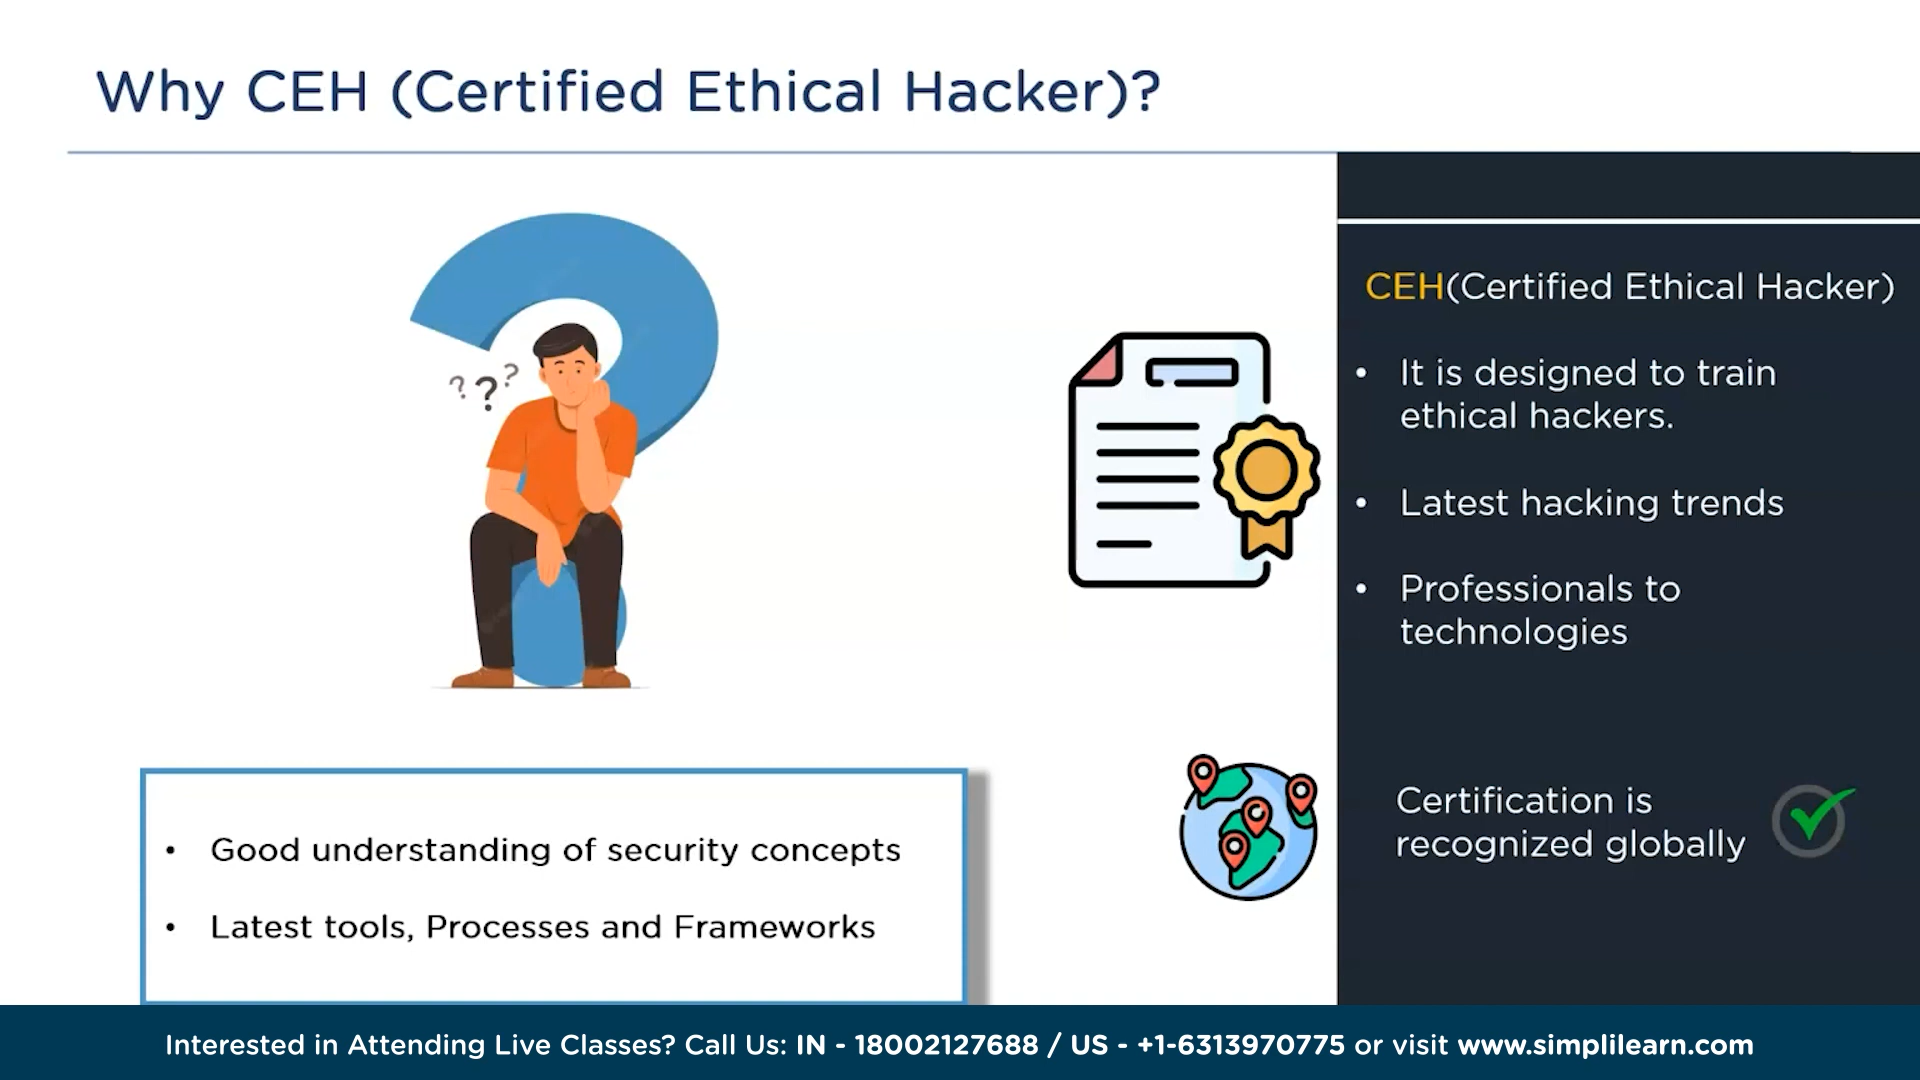 Why CEH (Certified Ethical Hacker)?
? ? ?
CEH(Certified Ethical Hacker)
• It is designed to train
ethical hackers.
• Latest hacking trends
• Professionals to
technologies
Certification is
recognized globally
• Good understanding of security concepts
• Latest tools, Processes and Frameworks
Interested in Attending Live Classes? Call Us: IN - 18002127688 / US - +1-6313970775 or visit www.simplilearn.com